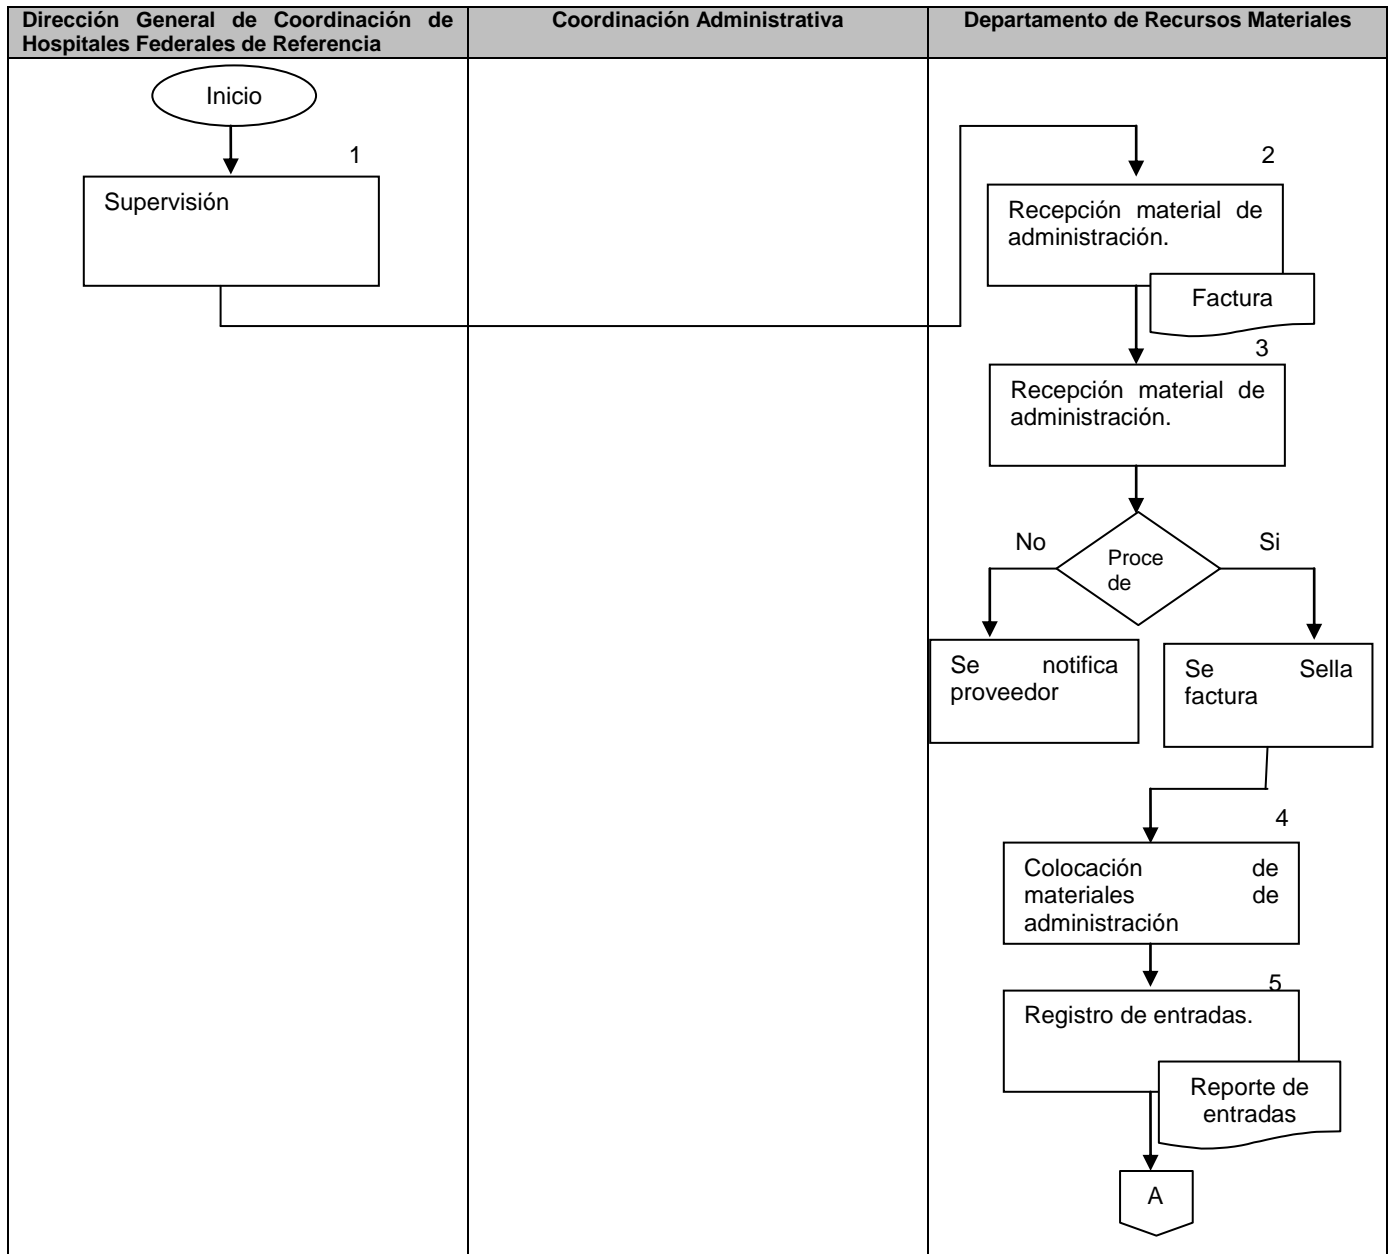 Dirección General de Coordinación de
Hospitales Federales de Referencia
Coordinación Administrativa
Departamento de Recursos Materiales
Inicio
1
Supervisión
2
Recepción material de
administración.
Factura
3
Recepción material de
administración.
No
Si
Proce
de
Se notifica
proveedor
Se Sella
factura
4
Colocación de
materiales de
administración
5
Registro de entradas.
Reporte de
entradas
A